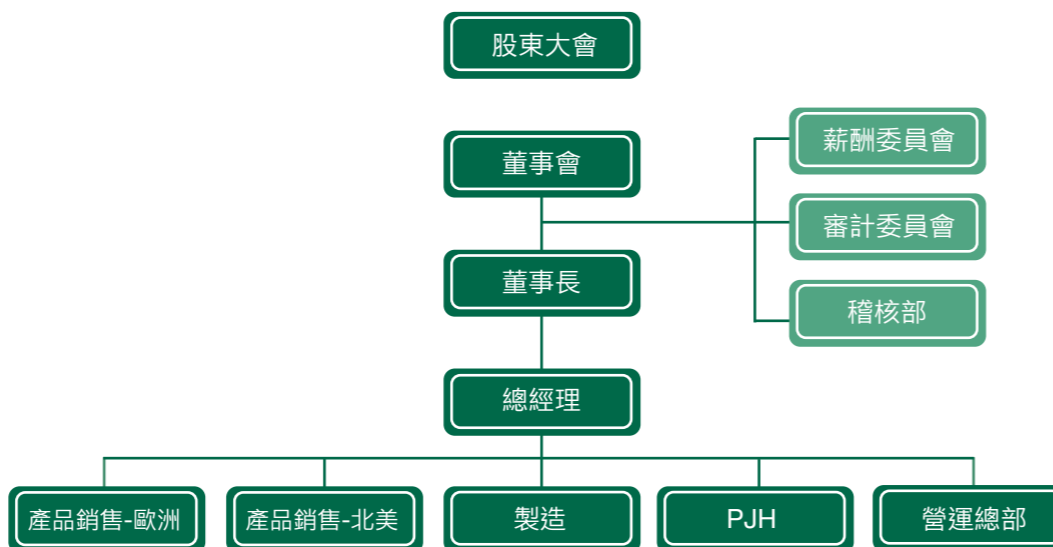 股東大會
董事會
薪酬委員會
審計委員會
董事長
稽核部
總經理
產品銷售-歐洲
產品銷售-北美
製造
PJH
營運總部